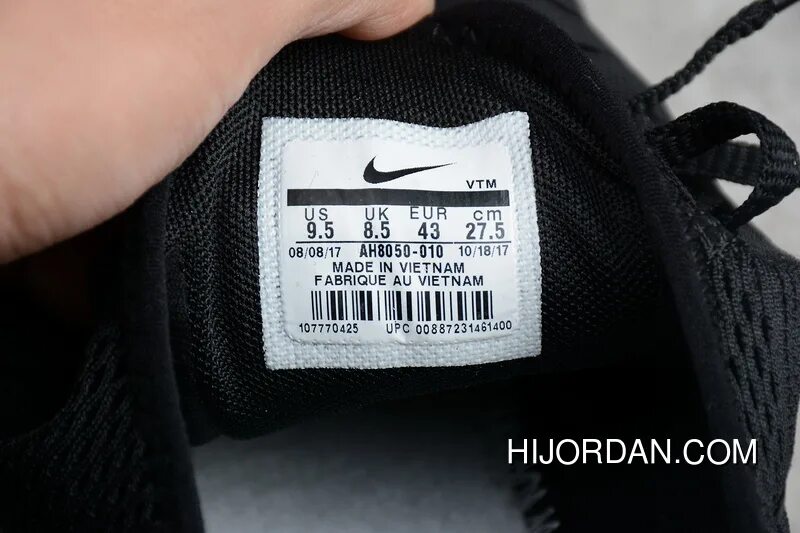 VTM
US UK EUR cm
9.5 8.5 43 27.5
08/08/17 AH8050-010 10/18/17
MADE IN VIETNAM
FABRIQUE AU VIETNAM
107770425 UPC 00887231461400
HIJORDAN.COM